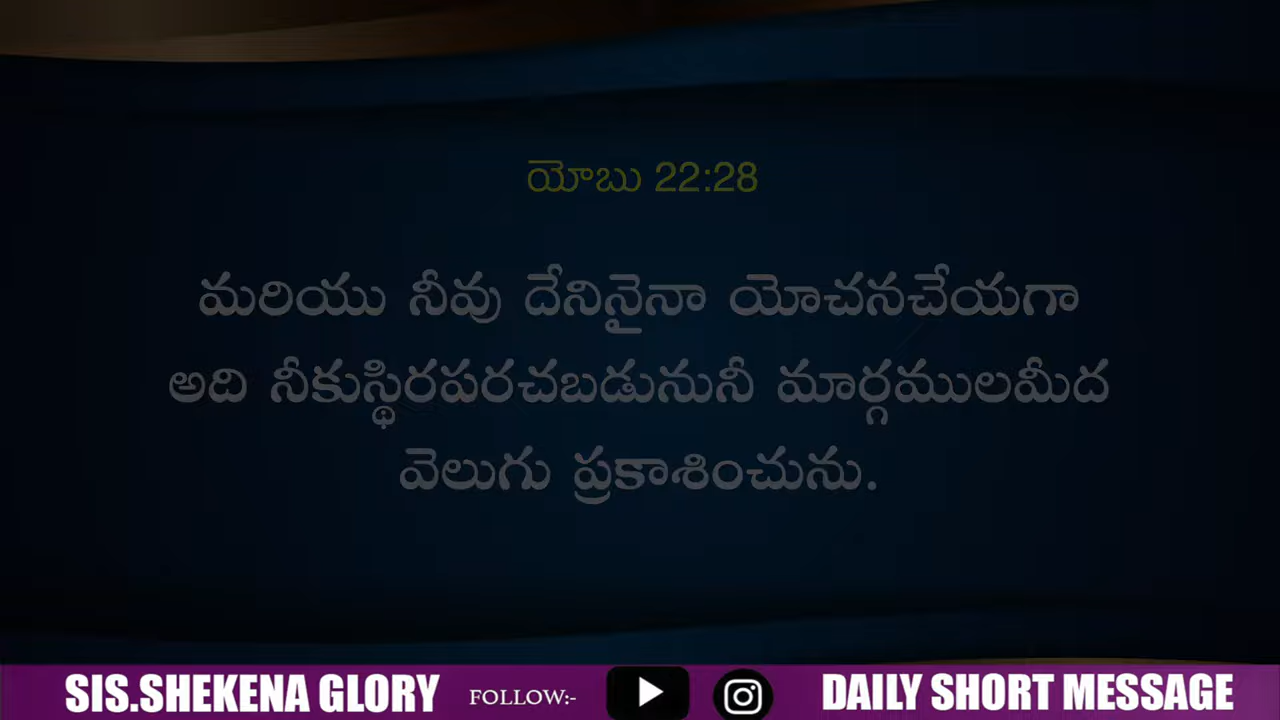 యోబు 22:28
మరియు నీవు దేనినైనా యోచనచేయగా
అది నీకుస్థిరపరచబడునునీ మార్గములమీద
వెలుగు ప్రకాశించును.
SIS.SHEKENA GLORY FOLLOW:- DAILY SHORT MESSAGE